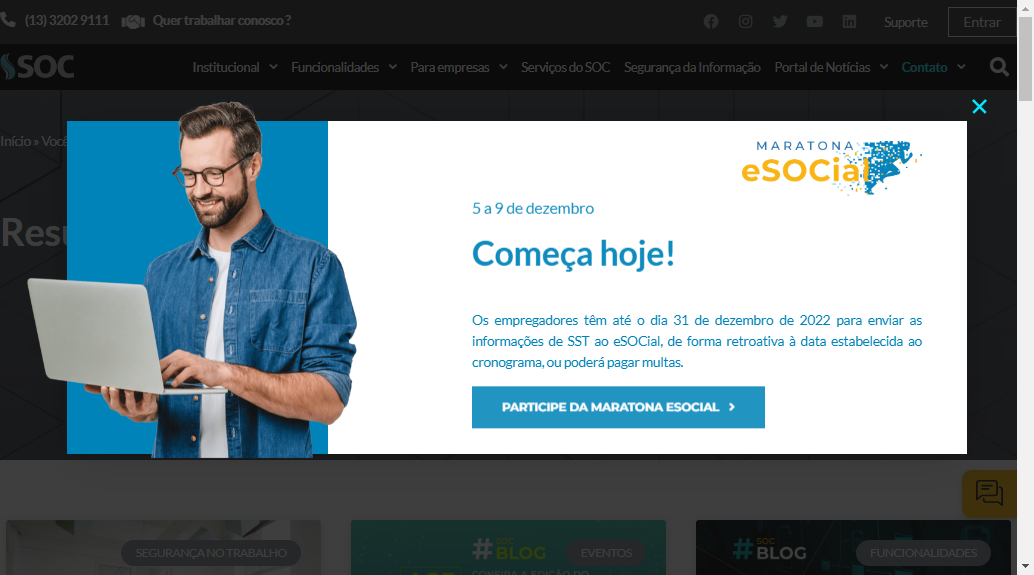 (13) 3202 9111 Quer trabalhar conosco ? Suporte Entrar
SOC Institucional Funcionalidades Para empresas Serviços do SOC Segurança da Informação Portal de Notícias Contato
Início » Você
MARATONA
eSOCial
5 a 9 de dezembro
Resu
Começa hoje!
Os empregadores têm até o dia 31 de dezembro de 2022 para enviar as
informações de SST ao eSOCial, de forma retroativa à data estabelecida ao
cronograma, ou poderá pagar multas.
PARTICIPE DA MARATONA ESOCIAL
SEGURANÇA NO TRABALHO
#SOC BLOG
EVENTOS
CONFIRA A EDIÇÃO DO
#SOC BLOG
FUNCIONALIDADES